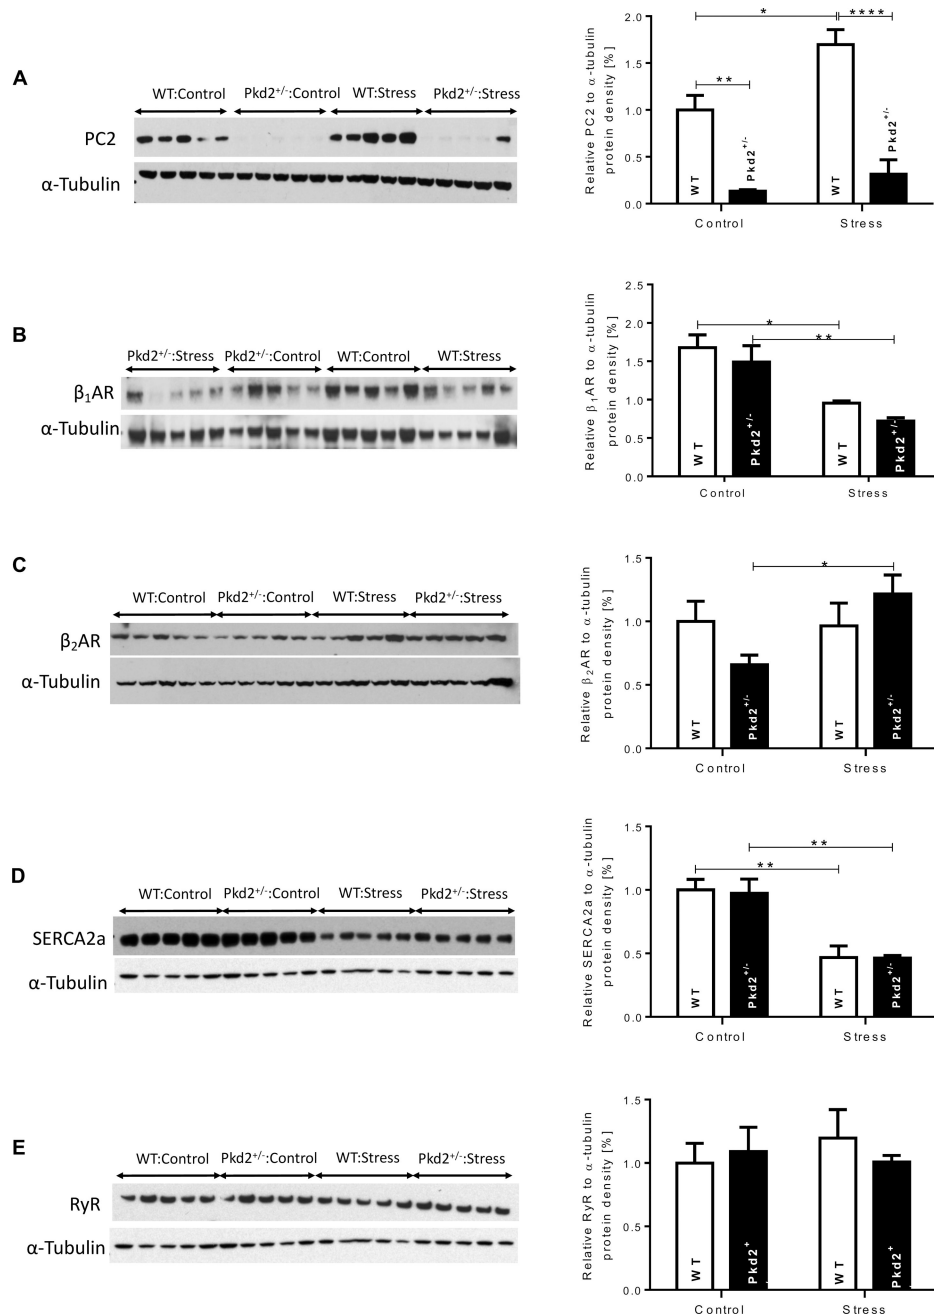 A
WT:Control Pkd2+/-:Control WT:Stress Pkd2+/-:Stress
PC2
α-Tubulin
Relative PC2 to α-tubulin
protein density [%]
2.0
1.5
1.0
0.5
0.0
*
****
**
WT
Pkd2+/-
WT
Pkd2+/-
Control Stress
B
Pkd2+/-:Stress Pkd2+/-:Control WT:Control WT:Stress
β1AR
α-Tubulin
Relative β1AR to α-tubulin
protein density [%]
2.5
2.0
1.5
1.0
0.5
0.0
*
**
WT
Pkd2+/-
WT
Pkd2+/-
Control Stress
C
WT:Control Pkd2+/-:Control WT:Stress Pkd2+/-:Stress
β2AR
α-Tubulin
Relative β2AR to α-tubulin
protein density [%]
1.5
1.0
0.5
0.0
*
WT
Pkd2+/-
WT
Pkd2+/-
Control Stress
D
WT:Control Pkd2+/-:Control WT:Stress Pkd2+/-:Stress
SERCA2a
α-Tubulin
Relative SERCA2a to α-tubulin
protein density [%]
1.5
1.0
0.5
0.0
**
**
WT
Pkd2+/-
WT
Pkd2+/-
Control Stress
E
WT:Control Pkd2+/-:Control WT:Stress Pkd2+/-:Stress
RyR
α-Tubulin
Relative RyR to α-tubulin
protein density [%]
1.5
1.0
0.5
0.0
WT
Pkd2+
WT
Pkd2+
Control Stress